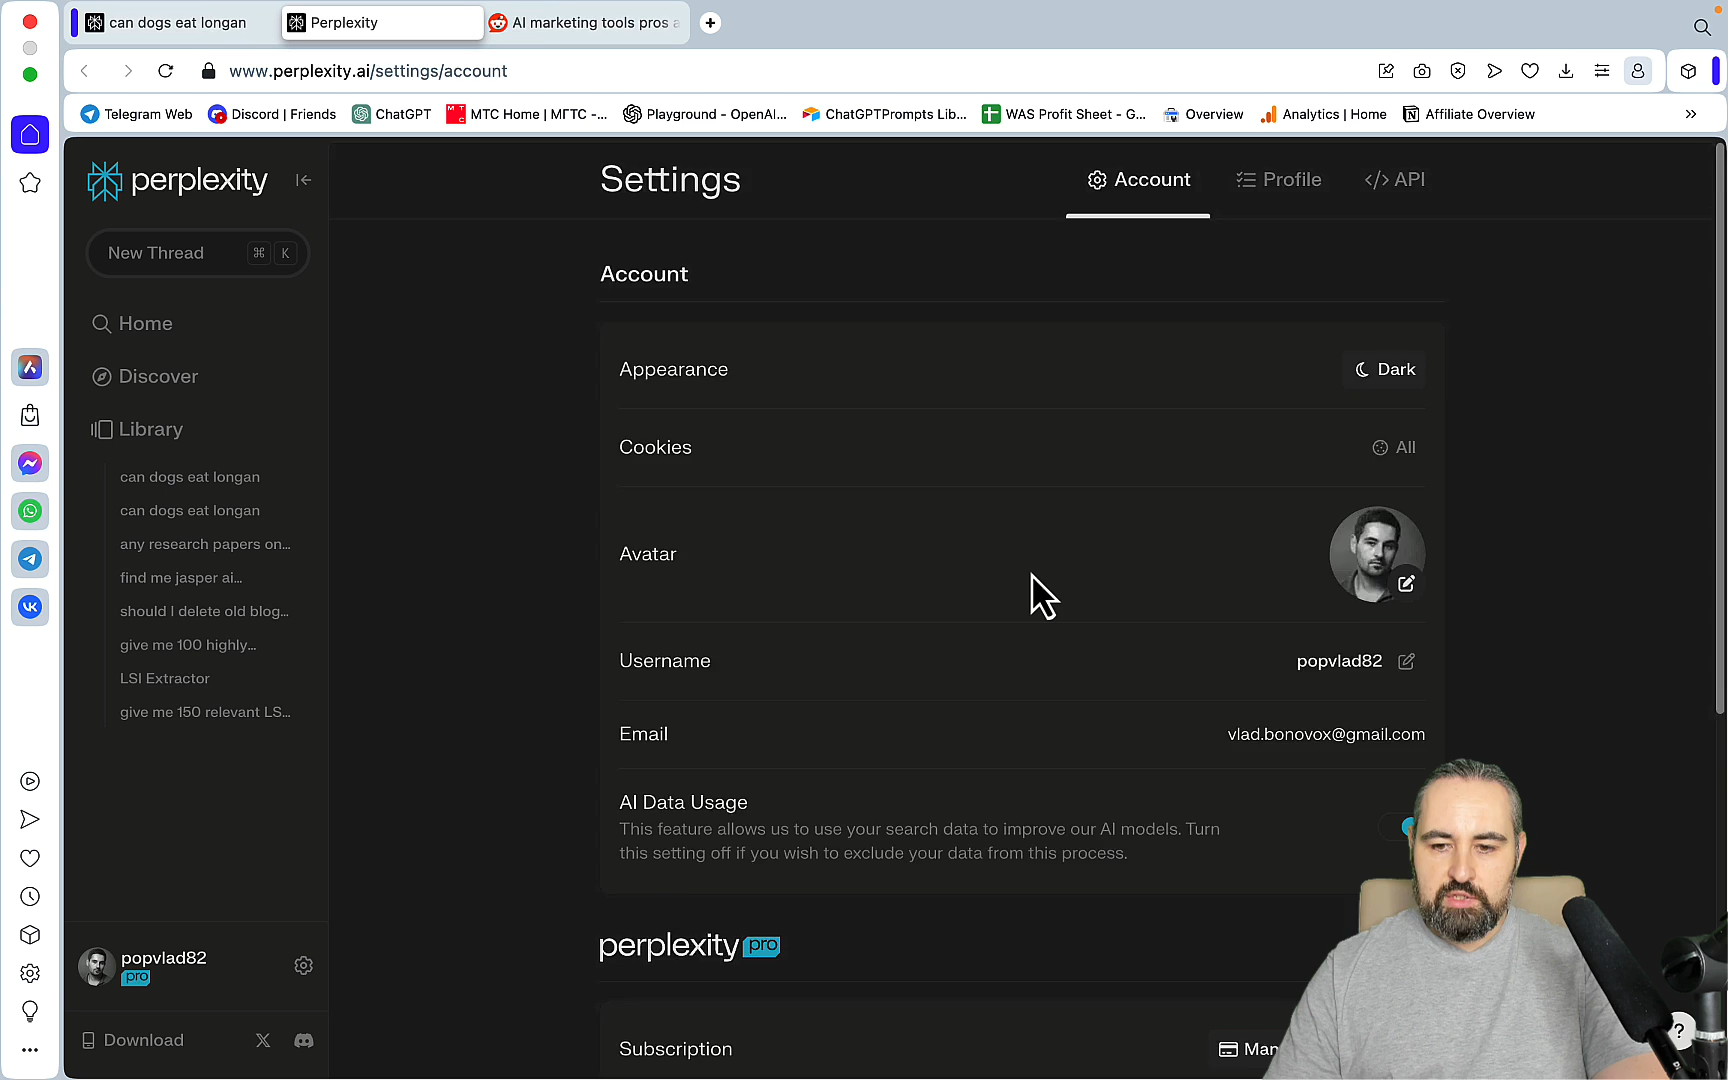 can dogs eat longan
Perplexity
AI marketing tools pros a
www.perplexity.ai/settings/account
Telegram Web
Discord | Friends
ChatGPT
МТС Home | МГТС -...
Playground - OpenAI...
ChatGPTPrompts Lib...
WAS Profit Sheet - G...
Overview
Analytics | Home
Affiliate Overview
perplexity
New Thread
⌘ K
Home
Discover
Library
can dogs eat longan
can dogs eat longan
any research papers on...
find me jasper ai...
should I delete old blog...
give me 100 highly...
LSI Extractor
give me 150 relevant LS...
popvlad82
pro
Download
Settings
Account
Profile
</> API
Account
Appearance
Dark
Cookies
All
Avatar
Username
popvlad82
Email
vlad.bonovox@gmail.com
AI Data Usage
This feature allows us to use your search data to improve our AI models. Turn
this setting off if you wish to exclude your data from this process.
perplexity pro
Subscription
Man
?